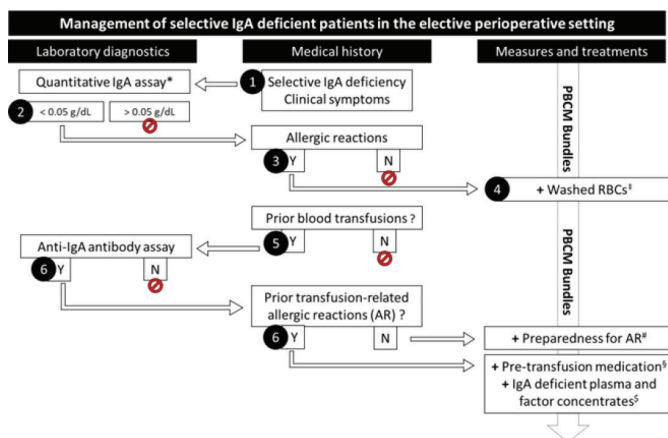 Management of selective IgA deficient patients in the elective perioperative setting
Laboratory diagnostics
Medical history
Measures and treatments
Quantitative IgA assay*
1
Selective IgA deficiency
Clinical symptoms
2
< 0.05 g/dL
> 0.05 g/dL
PBCM Bundles
Allergic reactions
3
Y
N
4
+ Washed RBCs‡
Prior blood transfusions ?
5
Y
N
Anti-IgA antibody assay
6
Y
N
PBCM Bundles
Prior transfusion-related
allergic reactions (AR) ?
6
Y
N
+ Preparedness for AR#
+ Pre-transfusion medication§
+ IgA deficient plasma and
factor concentrates$